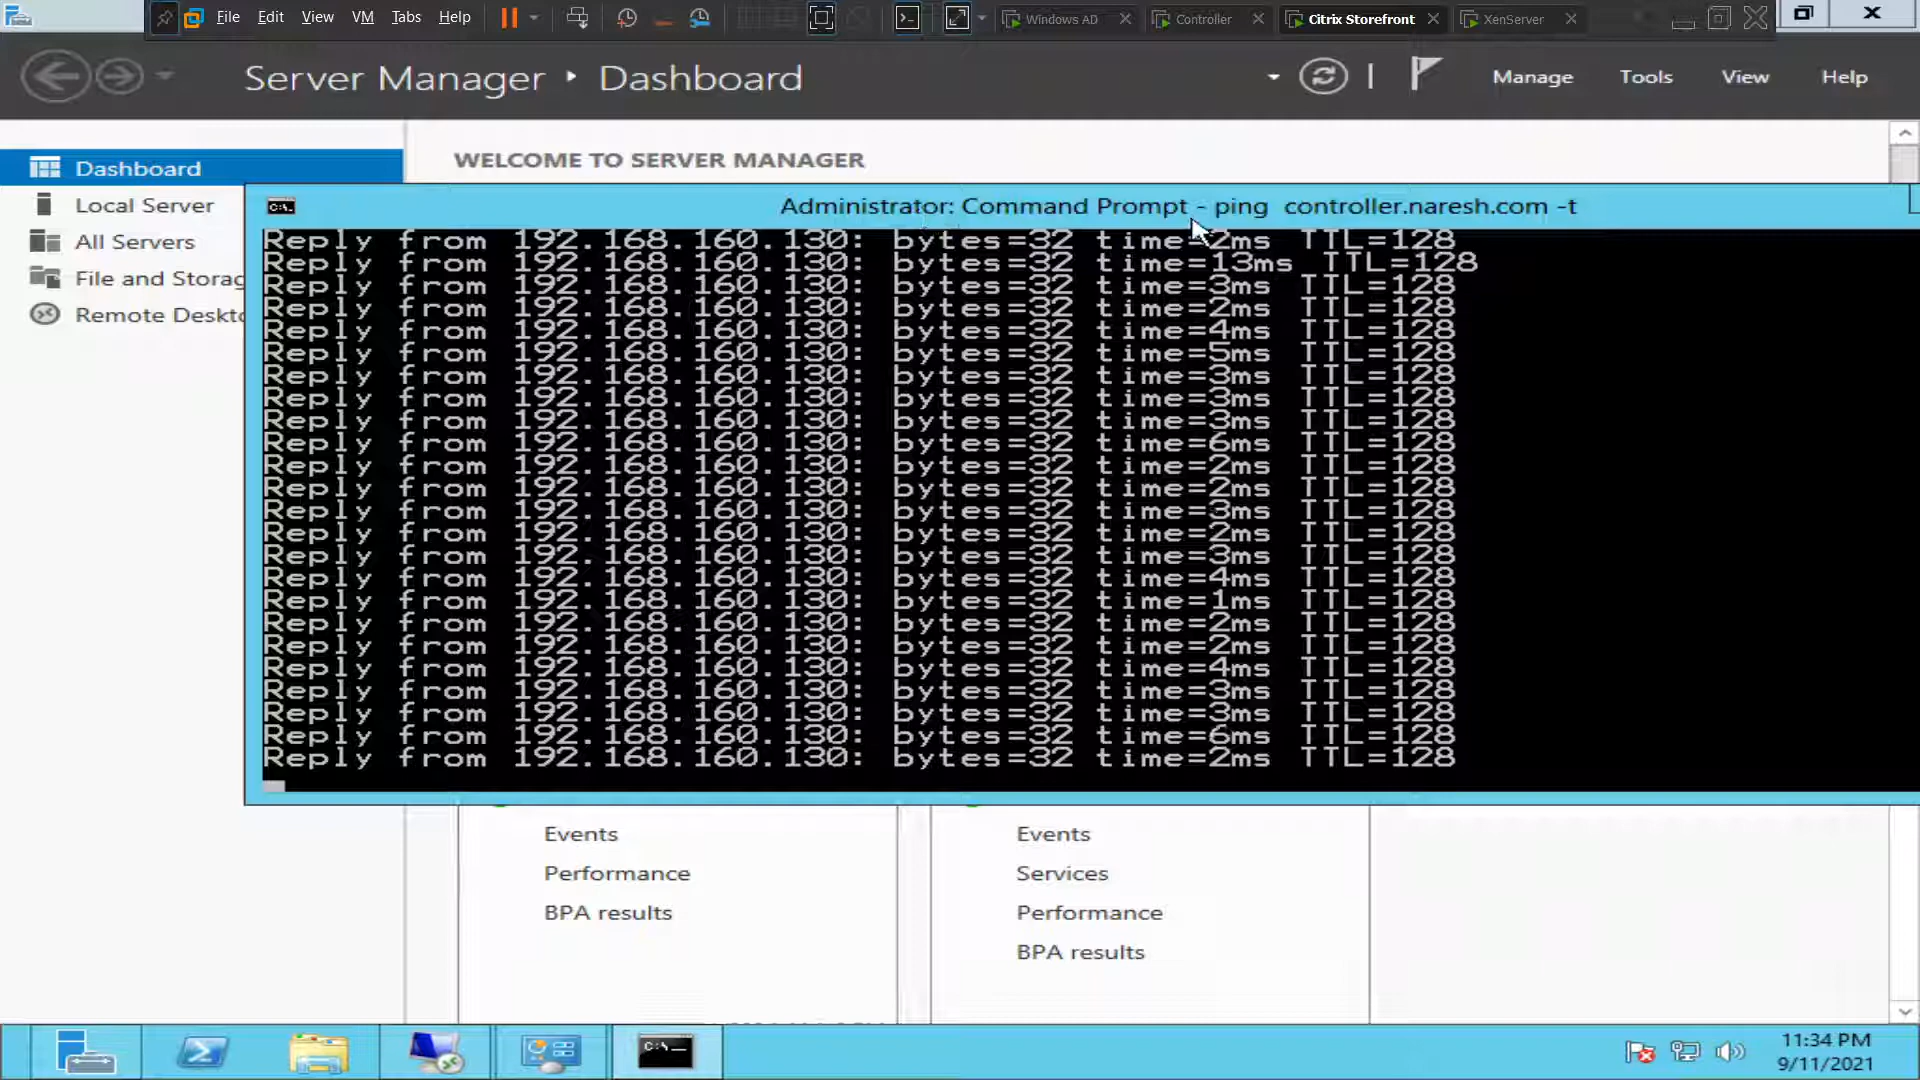 File Edit View VM Tabs Help Windows AD Controller Citrix Storefront XenServer
Server Manager Dashboard Manage Tools View Help
Dashboard
Local Server
All Servers
File and Storag
Remote Deskto
WELCOME TO SERVER MANAGER
Administrator: Command Prompt - ping controller.naresh.com -t
Reply from 192.168.160.130: bytes=32 time=2ms TTL=128
Reply from 192.168.160.130: bytes=32 time=13ms TTL=128
Reply from 192.168.160.130: bytes=32 time=3ms TTL=128
Reply from 192.168.160.130: bytes=32 time=2ms TTL=128
Reply from 192.168.160.130: bytes=32 time=4ms TTL=128
Reply from 192.168.160.130: bytes=32 time=5ms TTL=128
Reply from 192.168.160.130: bytes=32 time=3ms TTL=128
Reply from 192.168.160.130: bytes=32 time=3ms TTL=128
Reply from 192.168.160.130: bytes=32 time=3ms TTL=128
Reply from 192.168.160.130: bytes=32 time=6ms TTL=128
Reply from 192.168.160.130: bytes=32 time=2ms TTL=128
Reply from 192.168.160.130: bytes=32 time=2ms TTL=128
Reply from 192.168.160.130: bytes=32 time=3ms TTL=128
Reply from 192.168.160.130: bytes=32 time=2ms TTL=128
Reply from 192.168.160.130: bytes=32 time=3ms TTL=128
Reply from 192.168.160.130: bytes=32 time=4ms TTL=128
Reply from 192.168.160.130: bytes=32 time=1ms TTL=128
Reply from 192.168.160.130: bytes=32 time=2ms TTL=128
Reply from 192.168.160.130: bytes=32 time=2ms TTL=128
Reply from 192.168.160.130: bytes=32 time=4ms TTL=128
Reply from 192.168.160.130: bytes=32 time=3ms TTL=128
Reply from 192.168.160.130: bytes=32 time=3ms TTL=128
Reply from 192.168.160.130: bytes=32 time=6ms TTL=128
Reply from 192.168.160.130: bytes=32 time=2ms TTL=128
Events
Performance
BPA results
Events
Services
Performance
BPA results
11:34 PM
9/11/2021